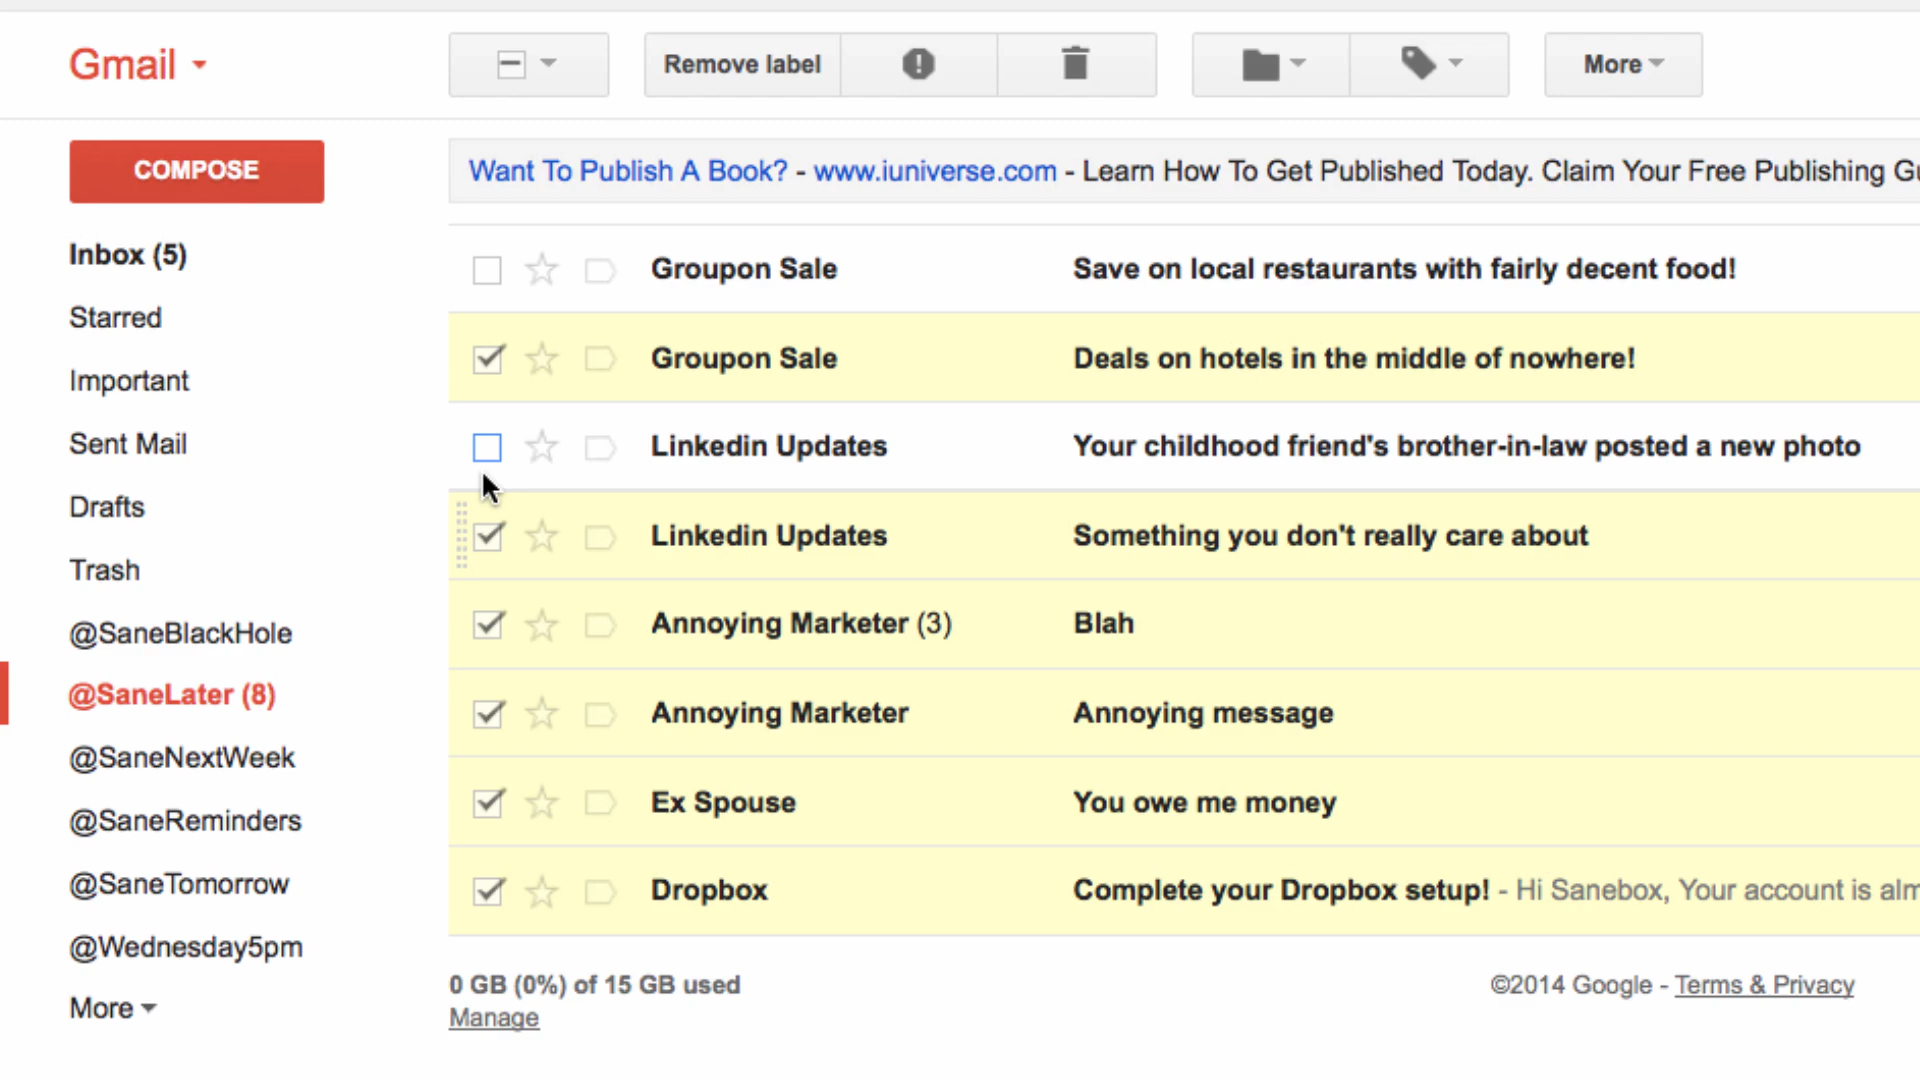 Gmail
Remove label
More
COMPOSE
Want To Publish A Book? - www.iuniverse.com - Learn How To Get Published Today. Claim Your Free Publishing
Inbox (5)
Starred
Important
Sent Mail
Drafts
Trash
@SaneBlackHole
@SaneLater (8)
@SaneNextWeek
@SaneReminders
@SaneTomorrow
@Wednesday5pm
More
Groupon Sale Save on local restaurants with fairly decent food!
Groupon Sale Deals on hotels in the middle of nowhere!
Linkedin Updates Your childhood friend's brother-in-law posted a new photo
Linkedin Updates Something you don't really care about
Annoying Marketer (3) Blah
Annoying Marketer Annoying message
Ex Spouse You owe me money
Dropbox Complete your Dropbox setup! - Hi Sanebox, Your account is
0 GB (0%) of 15 GB used
Manage
©2014 Google - Terms & Privacy